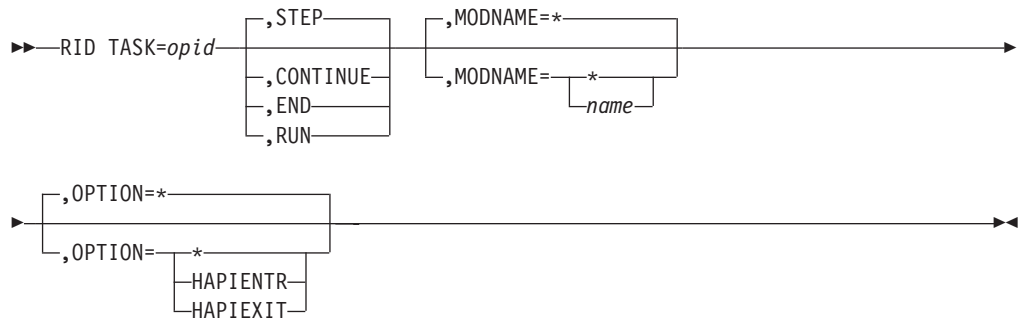 ,STEP ,MODNAME=*
RID TASK=opid
,CONTINUE ,MODNAME= *
,END name
,RUN
,OPTION=*
,OPTION= *
HAPIENTR
HAPIEXIT